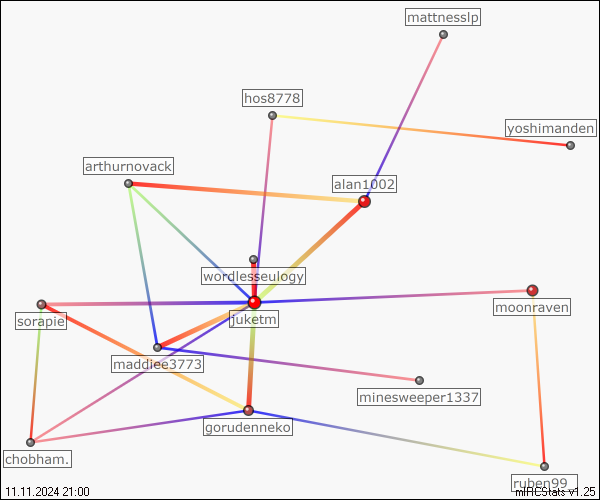 mattnesslp
hos8778
yoshimanden
arthurnovack
alan1002
wordlesseulogy
moonraven
sorapie
juketm
maddiee3773
minesweeper1337
gorudenneko
chobham.
ruben99_
11.11.2024 21:00
mIRCStats v1.25